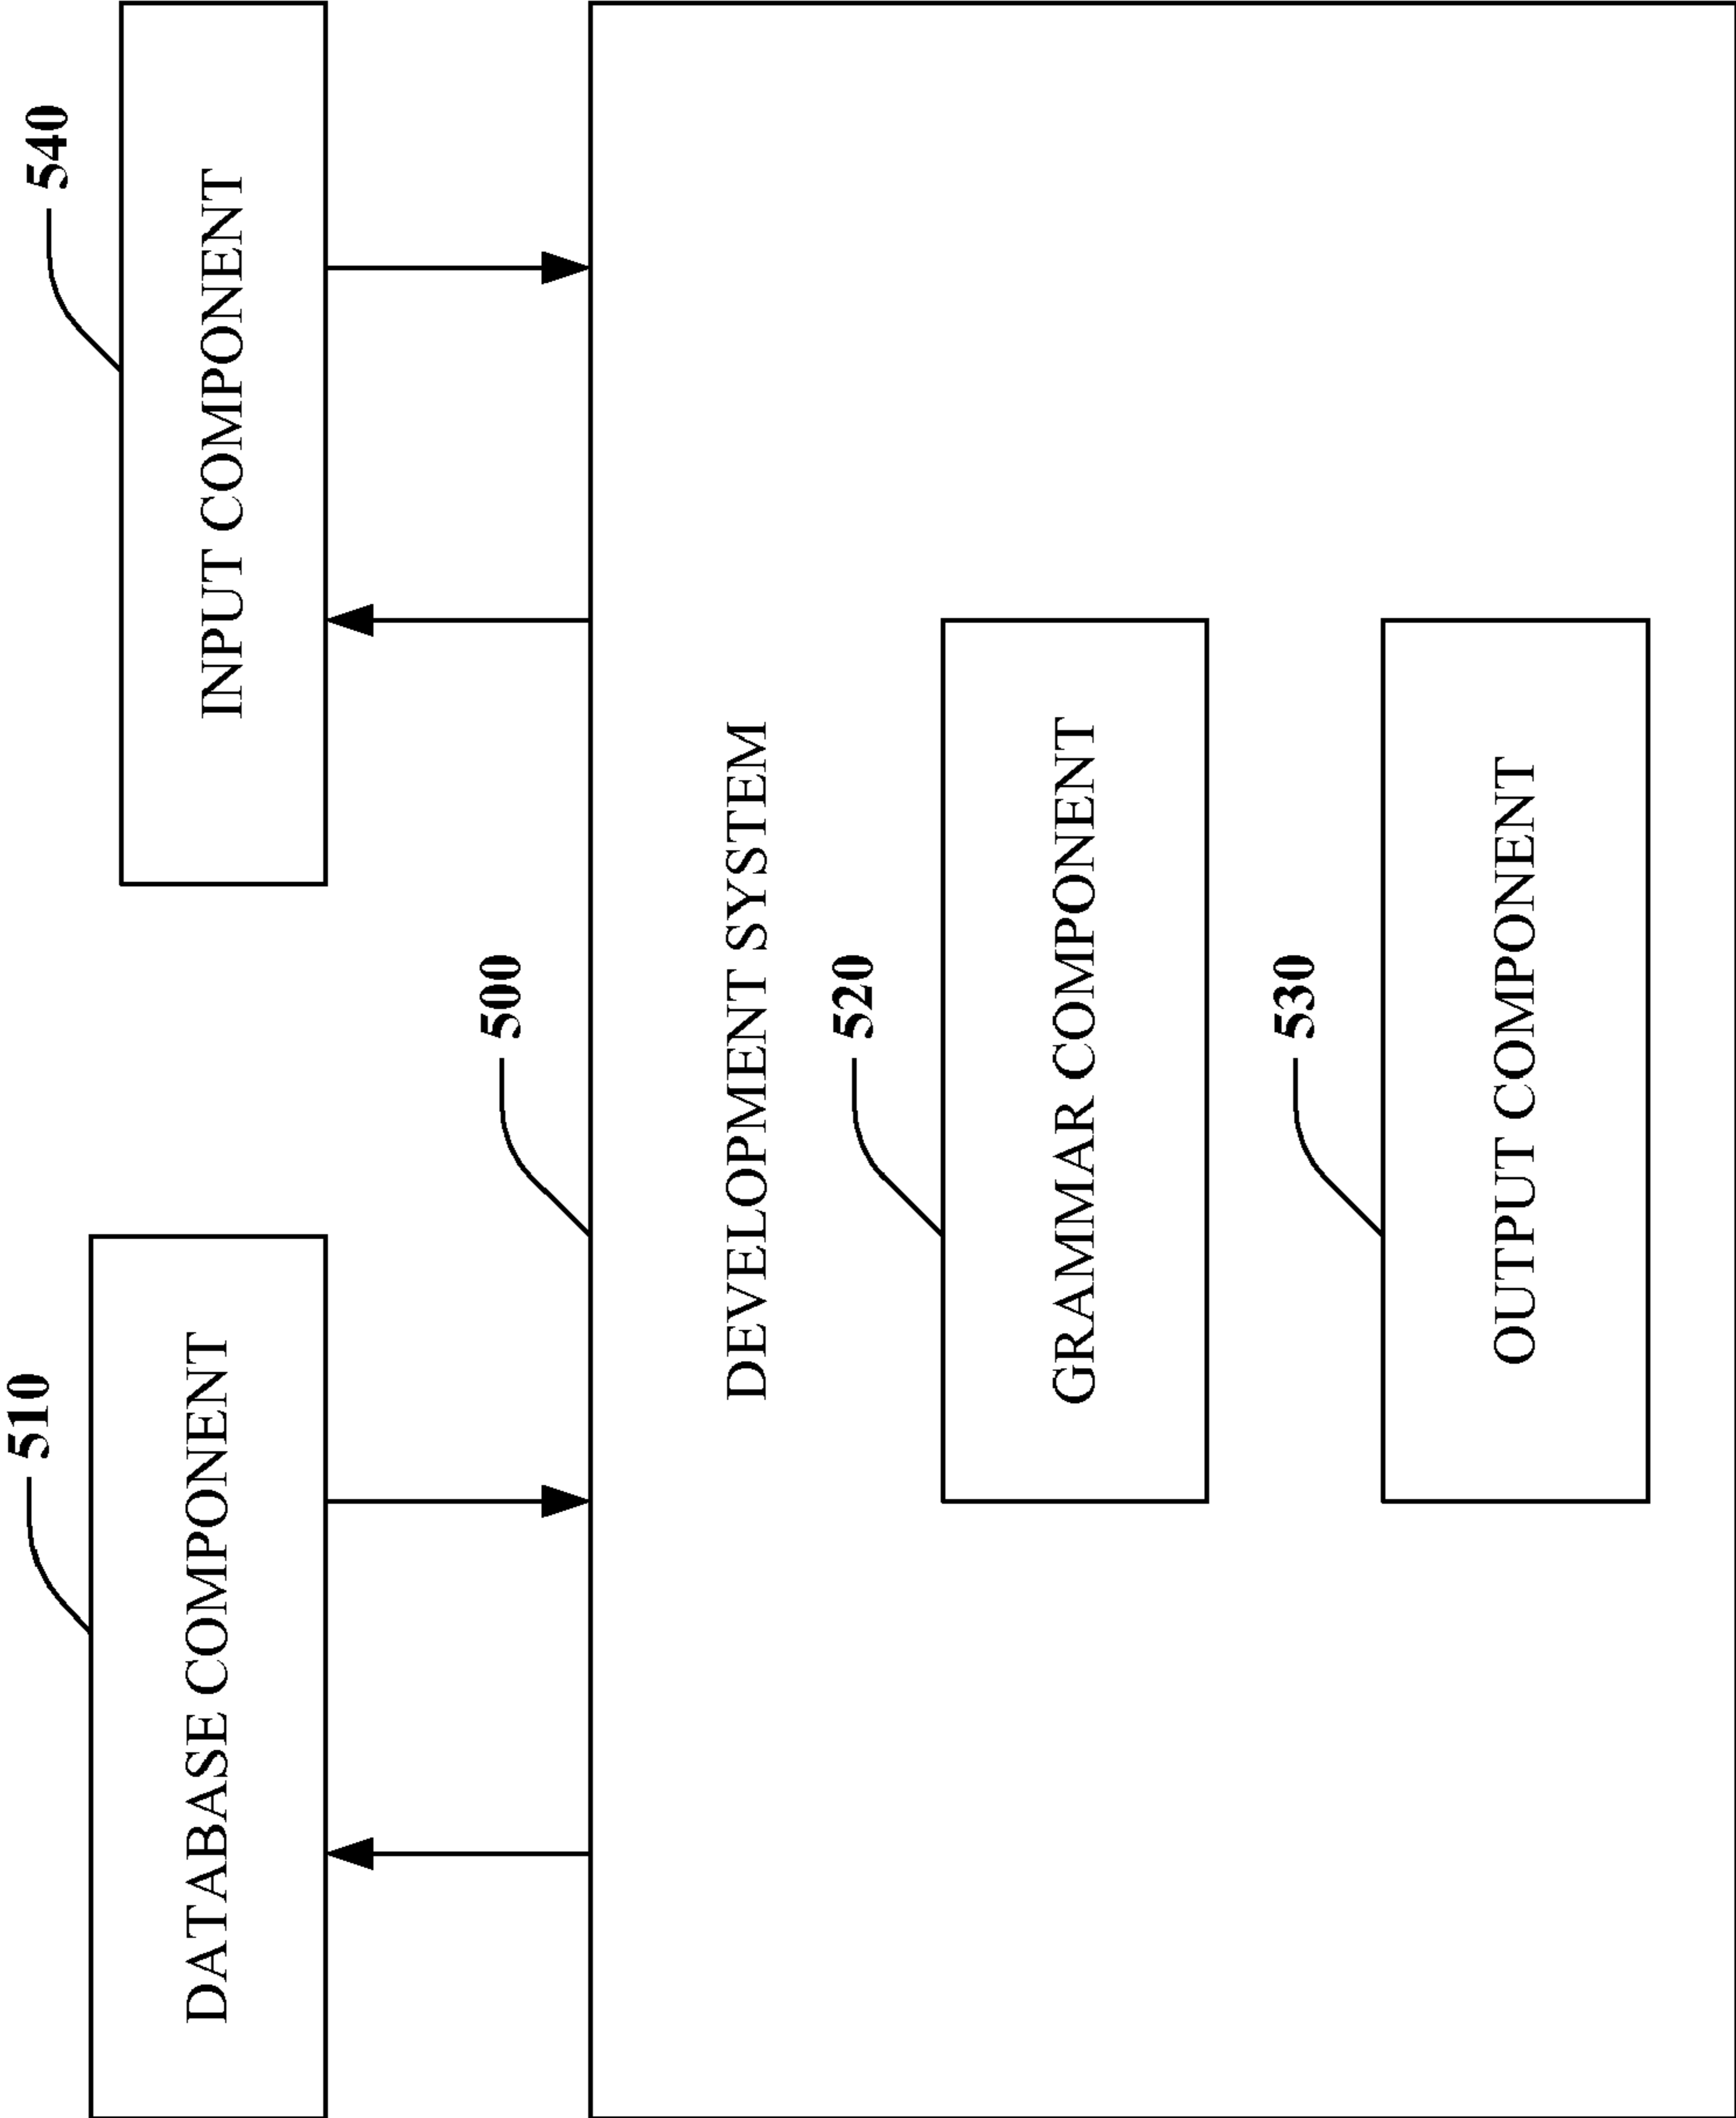 510
540
DATABASE COMPONENT
INPUT COMPONENT
500
DEVELOPMENT SYSTEM
520
GRAMMAR COMPONENT
530
OUTPUT COMPONENT